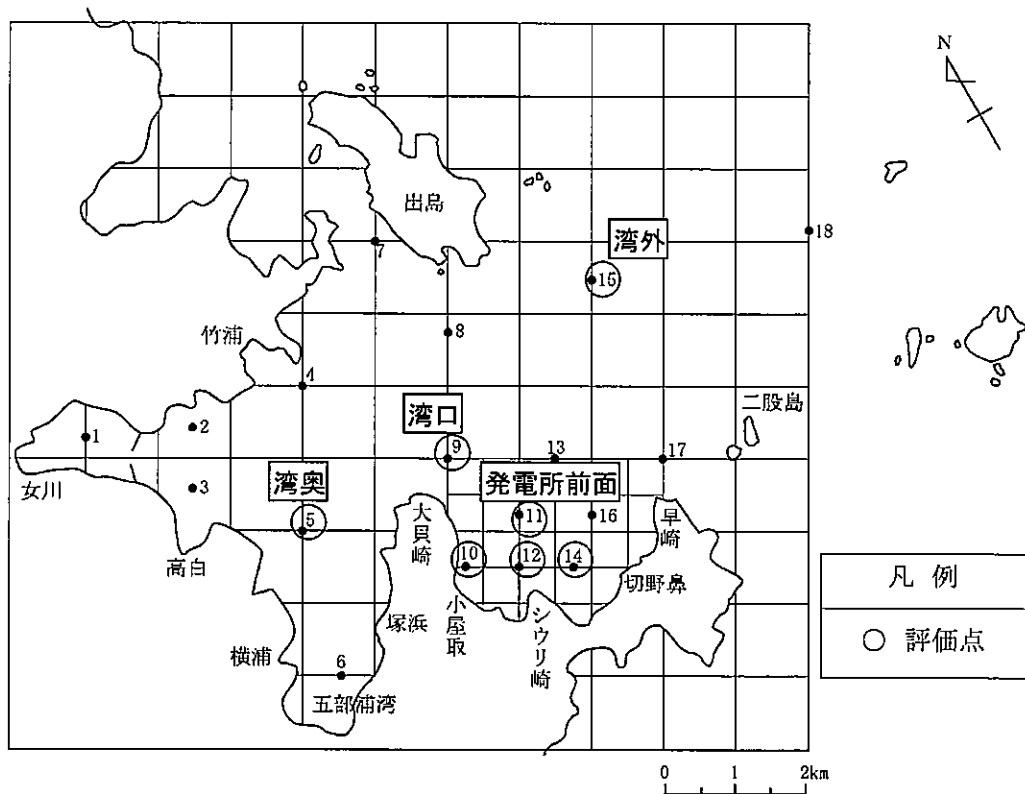 N
出島
湾外
18
15
7
竹浦
8
4
二股島
湾口
1
2
9
13
17
女川
3
湾奥
発電所前面
5
大貝崎
11
16
早崎
10
12
14
高白
切野鼻
塚浜
小屋取
シウリ崎
横浦
6
五部浦湾
凡例
○ 評価点
0 1 2km